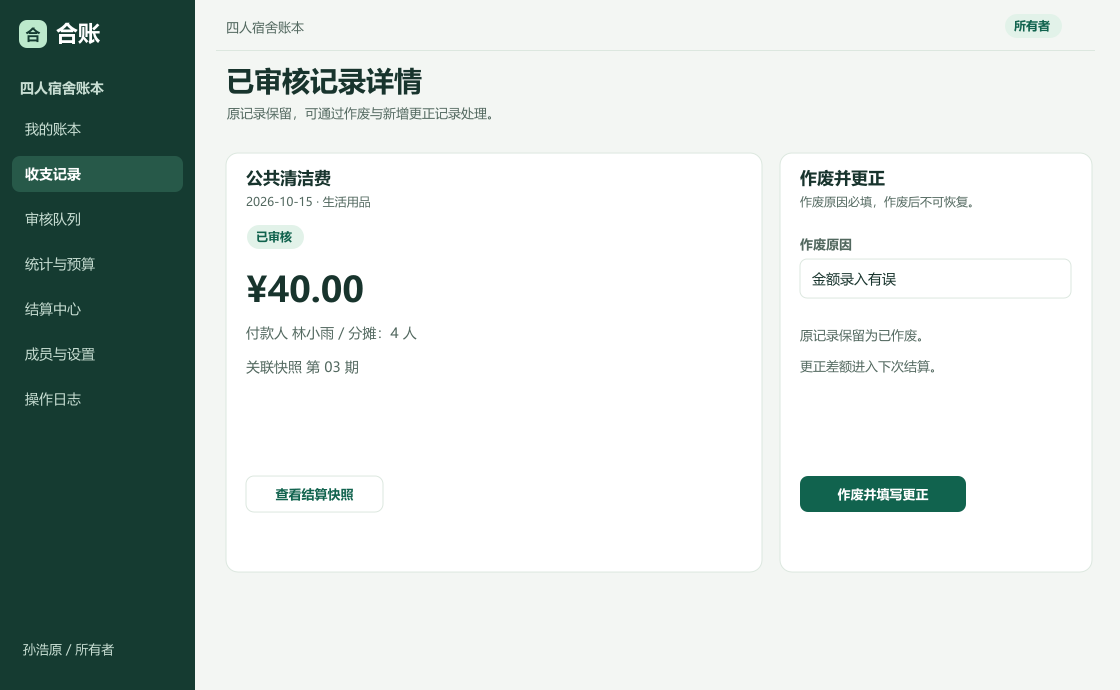 合 合账
四人宿舍账本
我的账本
收支记录
审核队列
统计与预算
结算中心
成员与设置
操作日志
孙浩原 / 所有者
四人宿舍账本
所有者
已审核记录详情
原记录保留，可通过作废与新增更正记录处理。
公共清洁费
2026-10-15 · 生活用品
已审核
¥40.00
付款人 林小雨 / 分摊：4 人
关联快照 第 03 期
查看结算快照
作废并更正
作废原因必填，作废后不可恢复。
作废原因
金额录入有误
原记录保留为已作废。
更正差额进入下次结算。
作废并填写更正